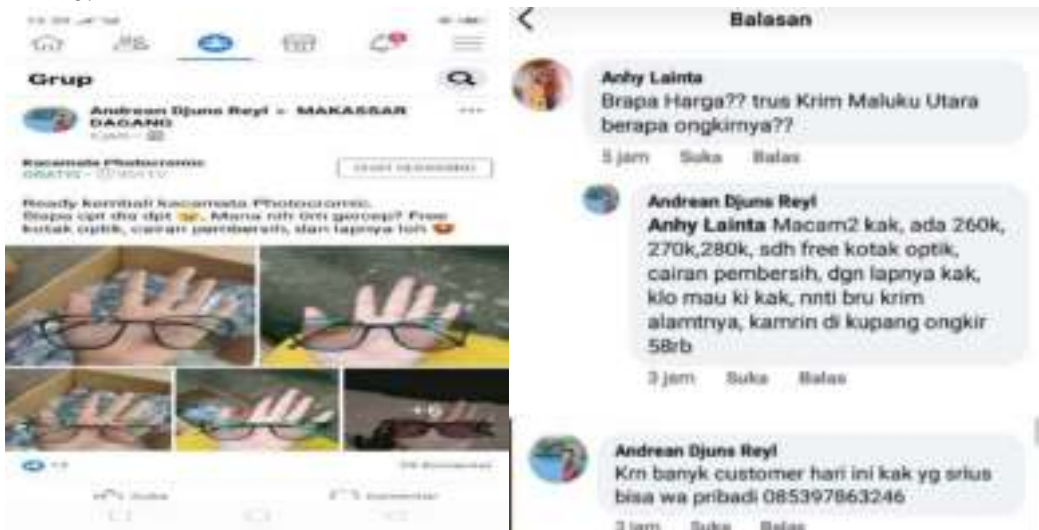 Grup
Andrean Djuns Reyl ▸ MAKASSAR
DAGANG
Kacamata Photocromic
GRATIS
Ready kembali kacamata Photocromic.
Siapa cpt dia dpt 😁. Mana nih tim gercep? Free
kotak optik, cairan pembersih, dan lapnya loh 😍
+6
Suka
Komentar
Balasan
Anhy Lainta
Brapa Harga?? trus Krim Maluku Utara
berapa ongkirnya??
5 jam Suka Balas
Andrean Djuns Reyl
Anhy Lainta Macam2 kak, ada 260k,
270k,280k, sdh free kotak optik,
cairan pembersih, dgn lapnya kak,
klo mau ki kak, nnti bru krim
alamtnya, kamrin di kupang ongkir
58rb
3 jam Suka Balas
Andrean Djuns Reyl
Krn banyk customer hari ini kak yg srius
bisa wa pribadi 085397863246
3 jam Suka Balas